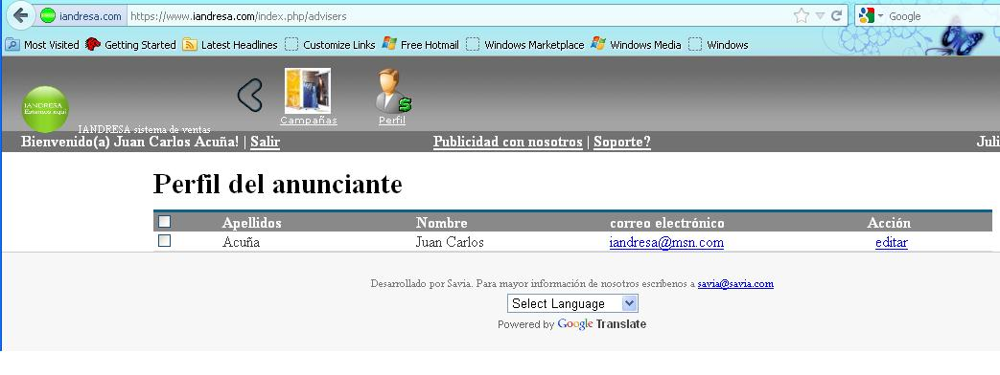 iandresa.com https://www.iandresa.com/index.php/advisers Google
Most Visited Getting Started Latest Headlines Customize Links Free Hotmail Windows Marketplace Windows Media Windows
IANDRESA
Estamos aquí
Campañas Perfil
IANDRESA sistema de ventas
Bienvenido(a) Juan Carlos Acuña! | Salir Publicidad con nosotros | Soporte? Juli
Perfil del anunciante
Apellidos Nombre correo electrónico Acción
Acuña Juan Carlos iandresa@msn.com editar
Desarrollado por Savia. Para mayor información de nosotros escríbenos a savia@savia.com
Select Language
Powered by Google Translate